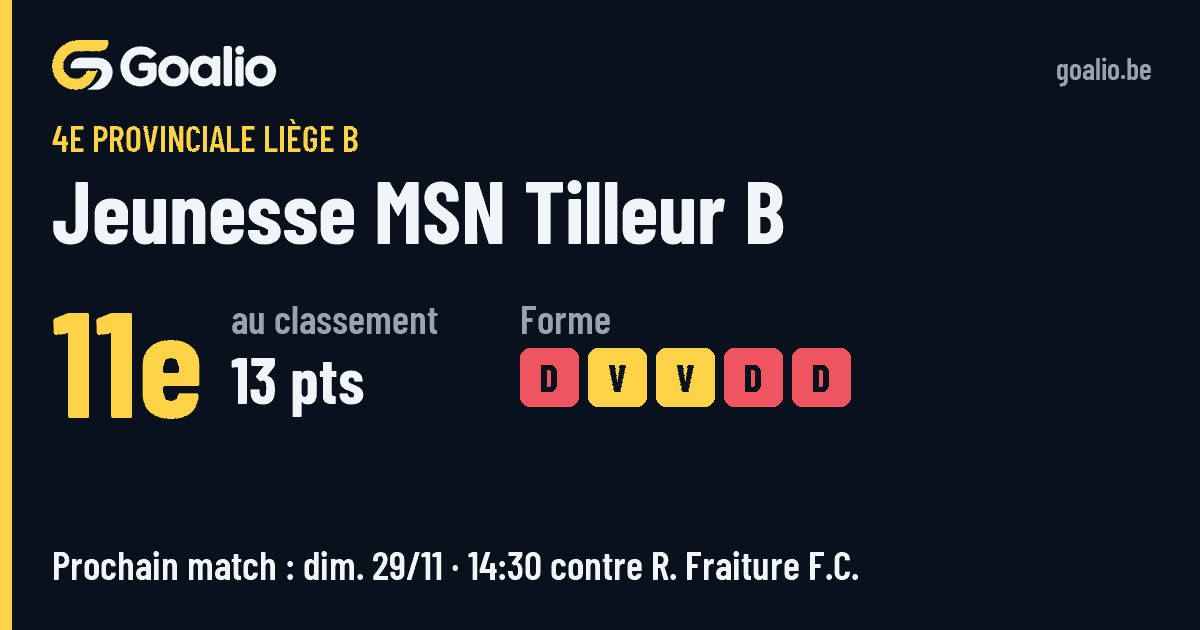 Goalio
goalio.be
4E PROVINCIALE LIÈGE B
Jeunesse MSN Tilleur B
11e
au classement
13 pts
Forme
D V V D D
Prochain match : dim. 29/11 · 14:30 contre R. Fraiture F.C.